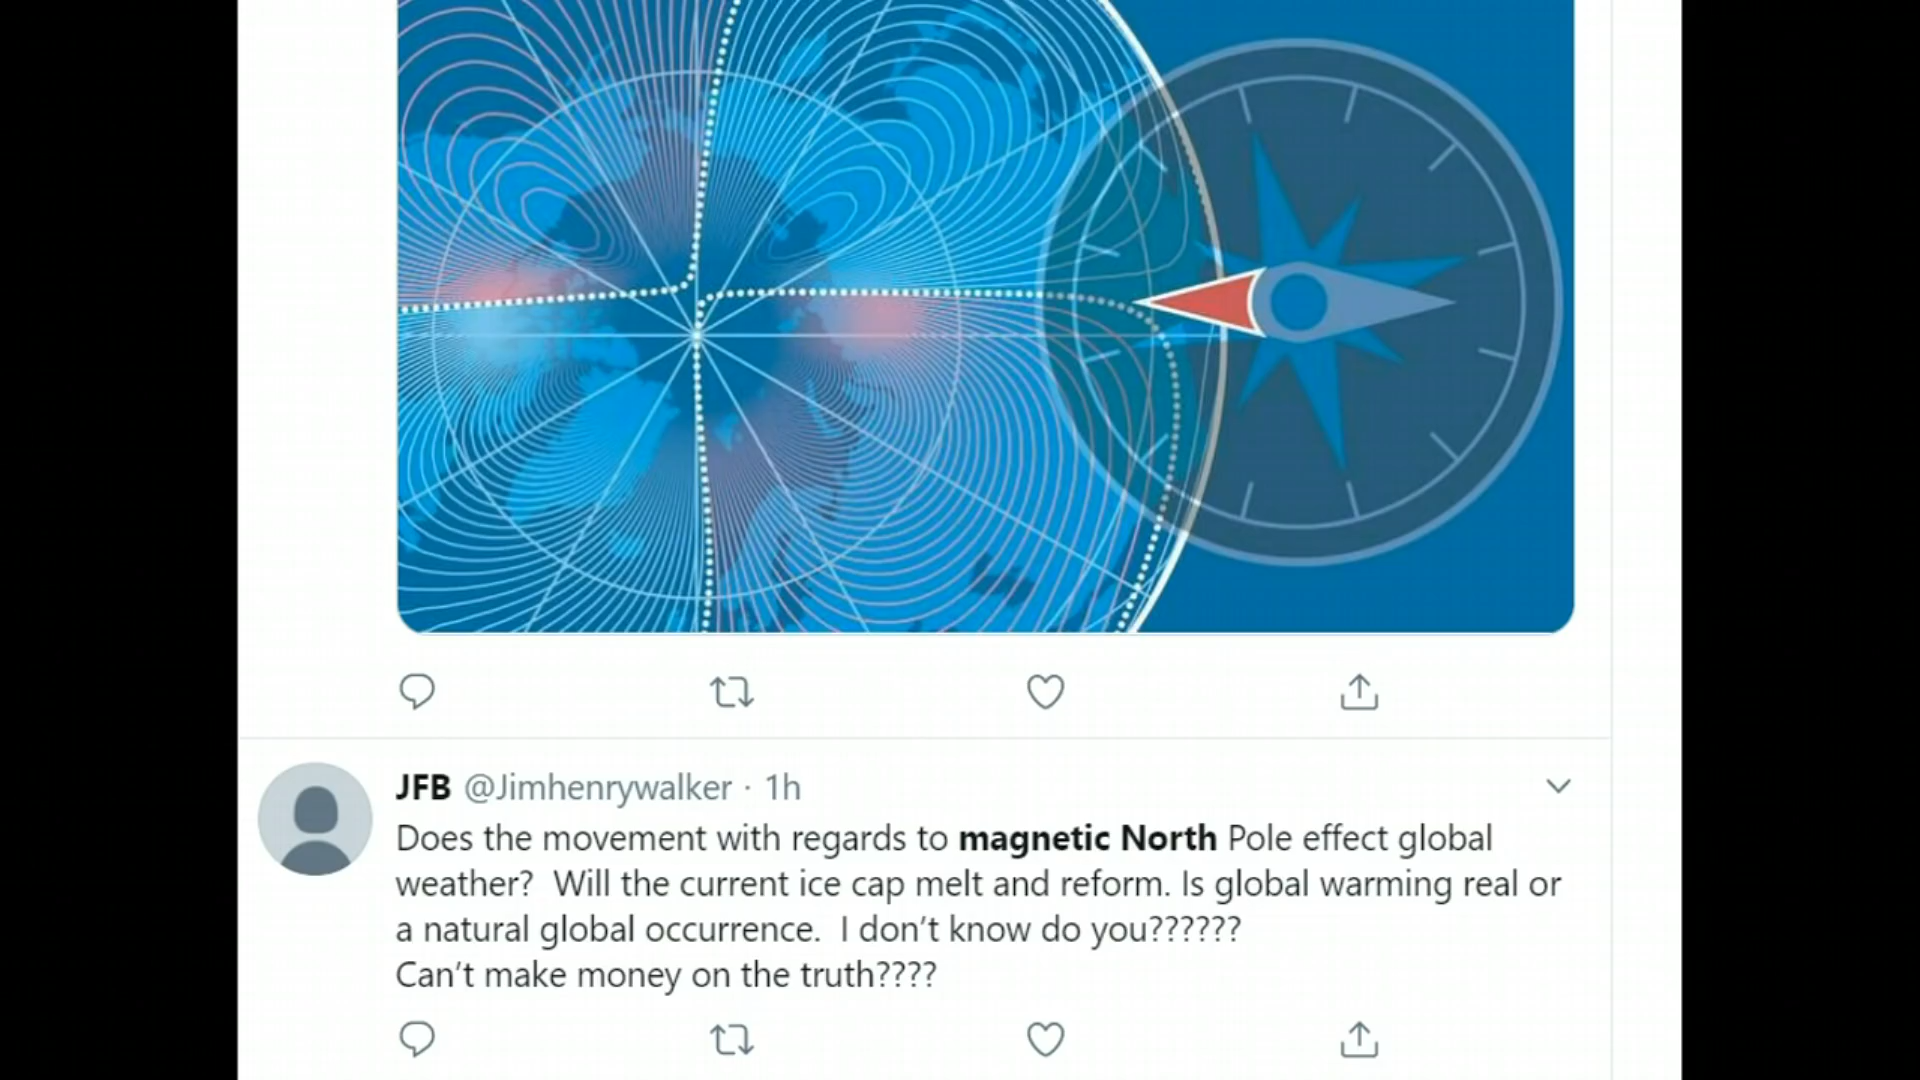 JFB @Jimhenrywalker · 1h
Does the movement with regards to magnetic North Pole effect global
weather?  Will the current ice cap melt and reform. Is global warming real or
a natural global occurrence.  I don't know do you??????
Can't make money on the truth????